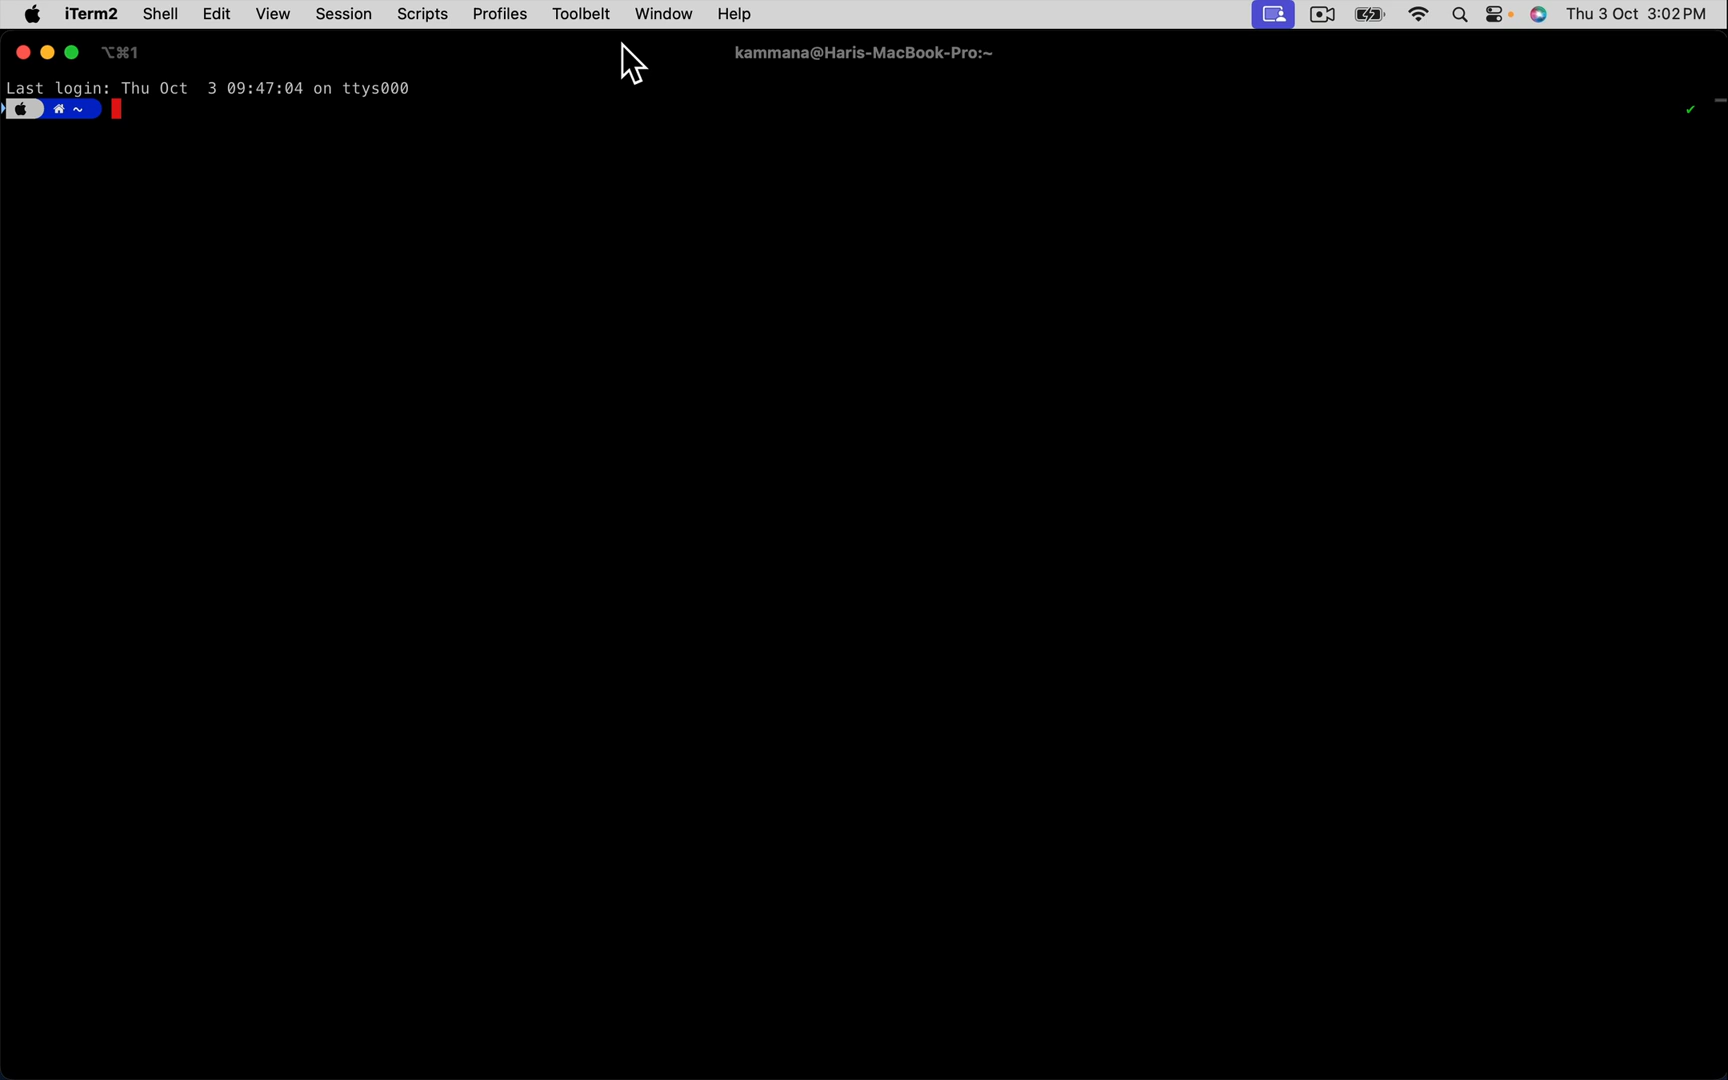 iTerm2 Shell Edit View Session Scripts Profiles Toolbelt Window Help Thu 3 Oct 3:02 PM
⌥⌘1 kammana@Haris-MacBook-Pro:~
Last login: Thu Oct  3 09:47:04 on ttys000
~ ✔